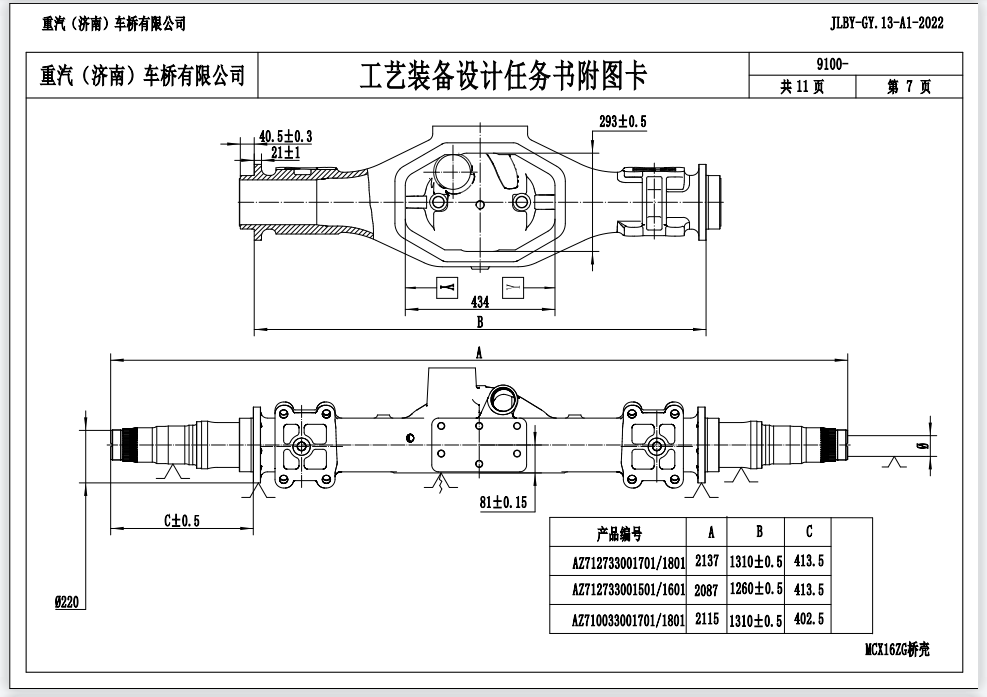 重汽（济南）车桥有限公司 JLBY-GY.13-A1-2022
重汽（济南）车桥有限公司 工艺装备设计任务书附图卡 9100-
共 11 页 第 7 页
40.5±0.3
21±1
293±0.5
A Y
434
B
A
C±0.5
81±0.15
Ø
Ø220
产品编号 A B C
AZ712733001701/1801 2137 1310±0.5 413.5
AZ712733001501/1601 2087 1260±0.5 413.5
AZ710033001701/1801 2115 1310±0.5 402.5
MCX16ZG桥壳